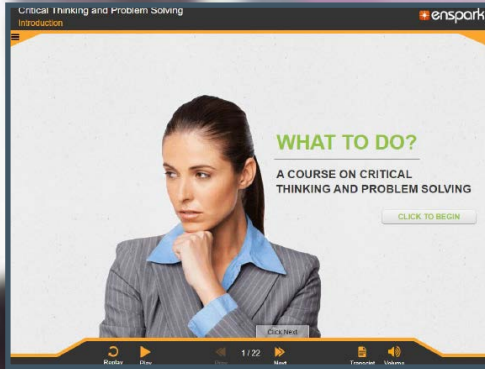 Critical Thinking and Problem Solving
Introduction
enspark
WHAT TO DO?
A COURSE ON CRITICAL
THINKING AND PROBLEM SOLVING
CLICK TO BEGIN
Click Next
1 / 22
Replay
Play
Prev
Next
Transcript
Volume